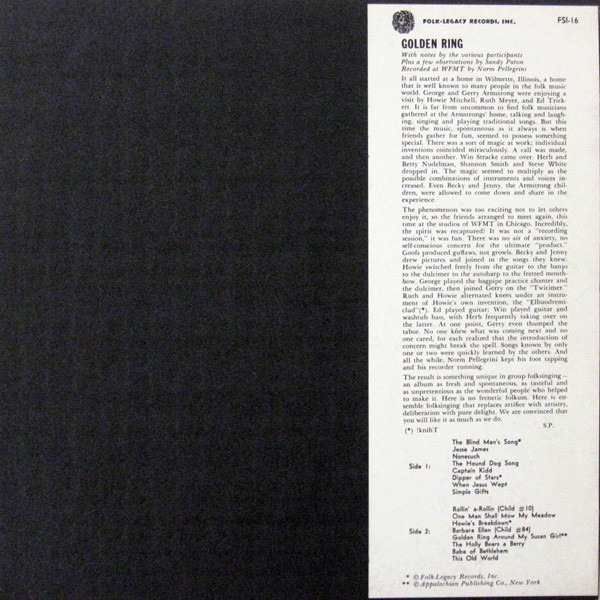 FOLK-LEGACY RECORDS, INC. FSI-16
GOLDEN RING
With notes by the various participants
Plus a few observations by Sandy Paton
Recorded at WFMT by Norm Pellegrini
It all started at a home in Wilmette, Illinois, a home
that is well known to many people in the folk music
world. George and Gerry Armstrong were enjoying a
visit by Howie Mitchell, Ruth Meyer, and Ed Trick-
ett. It is far from uncommon to find folk musicians
gathered at the Armstrongs' home, talking and laugh-
ing, singing and playing traditional songs. But this
time the music, spontaneous as it always is when
friends gather for fun, seemed to possess something
special. There was a sort of magic at work; individual
inventions coincided miraculously. A call was made,
and then another. Win Stracke came over. Herb and
Betty Nudelman, Shannon Smith and Steve White
dropped in. The magic seemed to multiply as the
possible combinations of instruments and voices in-
creased. Even Becky and Jenny, the Armstrong chil-
dren, were allowed to come down and share in the
experience.
The phenomenon was too exciting not to let others
enjoy it, so the friends arranged to meet again, this
time at the studios of WFMT in Chicago. Incredibly,
the spirit was recaptured! It was not a "recording
session," it was fun. There was no air of anxiety, no
self-conscious concern for the ultimate "product."
Goofs produced guffaws, not growls. Becky and Jenny
drew pictures and joined in the songs they knew.
Howie switched freely from the guitar to the banjo
to the dulcimer to the autoharp to the fretted mouth-
bow. George played the bagpipe practice chanter and
the dulcimer, then joined Gerry on the "Twicimer."
Ruth and Howie alternated knees under an instru-
ment of Howie's own invention, the "Elbuodremi-
clud"(*). Ed played guitar; Win played guitar and
washtub bass, with Herb frequently taking over on
the latter. At one point, Gerry even thumped the
tabor. No one knew what was coming next and no
one cared, for each realized that the introduction of
concern might break the spell. Songs known by only
one or two were quickly learned by the others. And
all the while, Norm Pellegrini kept his foot tapping
and his recorder running.
The result is something unique in group folksinging –
an album as fresh and spontaneous, as tasteful and
as unpretentious as the wonderful people who helped
to make it. Here is no frenetic folkum. Here is en-
semble folksinging that replaces artifice with artistry,
deliberation with pure delight. We are convinced that
you will like it as much as we do.
S.P.
(*) !knihT
Side 1:
The Blind Man's Song*
Jesse James
Nonesuch
The Hound Dog Song
Captain Kidd
Dipper of Stars*
When Jesus Wept
Simple Gifts
Side 2:
Rollin' a-Rollin (Child #10)
One Man Shall Mow My Meadow
Howie's Breakdown*
Barbara Ellen (Child #84)
Golden Ring Around My Susan Girl**
The Holly Bears a Berry
Babe of Bethlehem
This Old World
* © Folk-Legacy Records, Inc.
** © Appalachian Publishing Co., New York